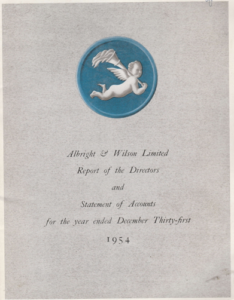 Albright & Wilson Limited
Report of the Directors
and
Statement of Accounts
for the year ended December Thirty-first
1954